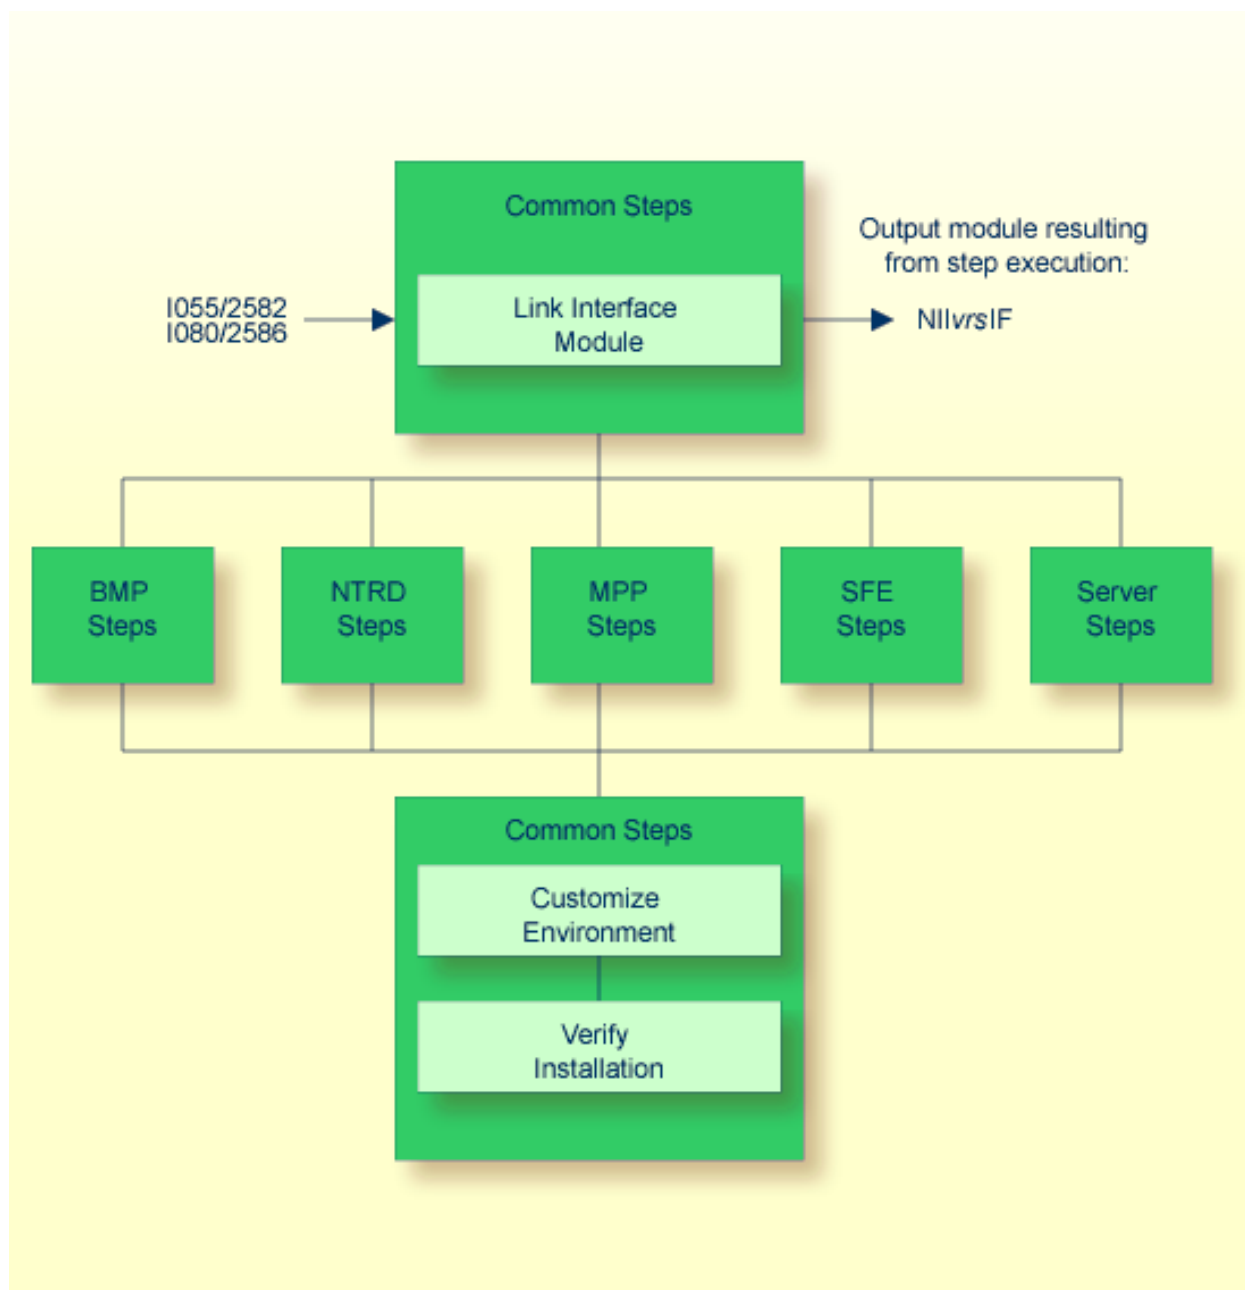 Common Steps
Output module resulting
from step execution:
I055/2582
I080/2586
Link Interface
Module
NIIvrsIF
BMP
Steps
NTRD
Steps
MPP
Steps
SFE
Steps
Server
Steps
Common Steps
Customize
Environment
Verify
Installation